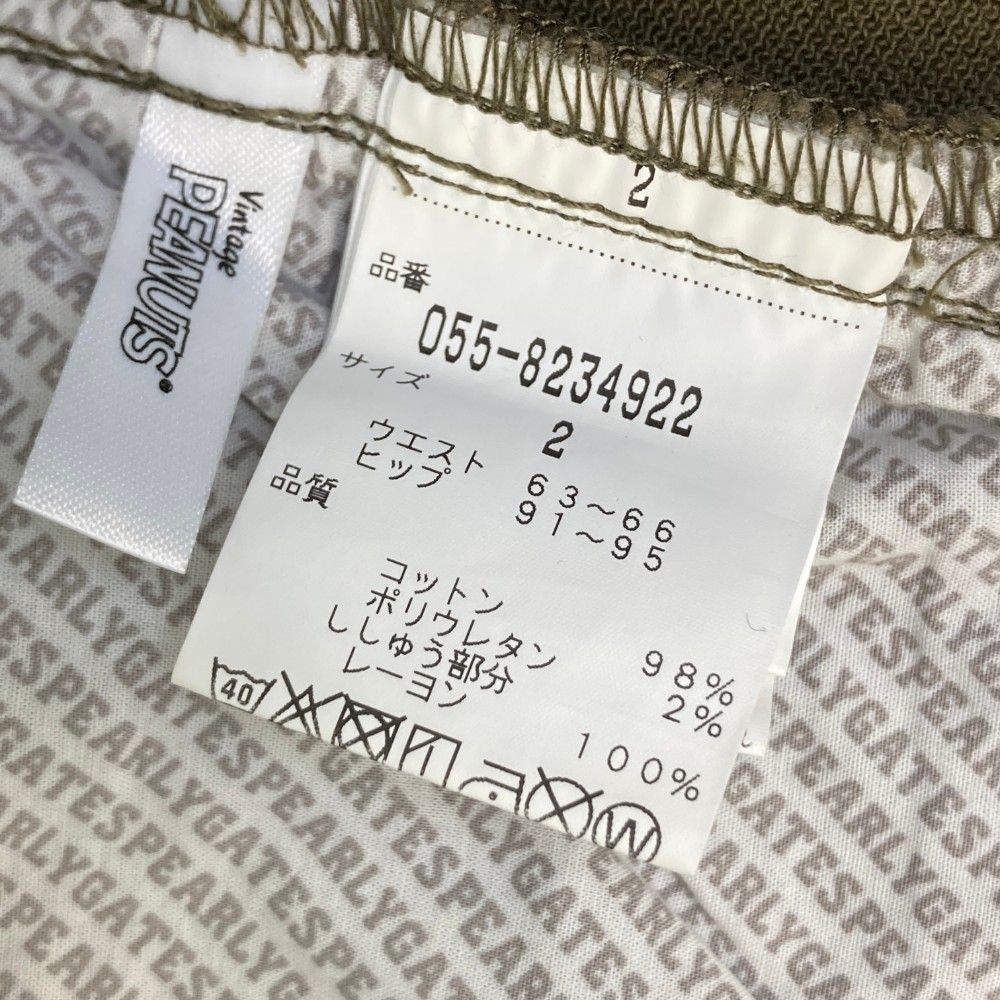 Vintage
PEANUTS®
2
品番
055-8234922
サイズ
2
ウエスト 63~66
ヒップ 91~95
品質
コットン 98%
ポリウレタン 2%
ししゅう部分
レーヨン 100%
40
W
PEARLYGATES